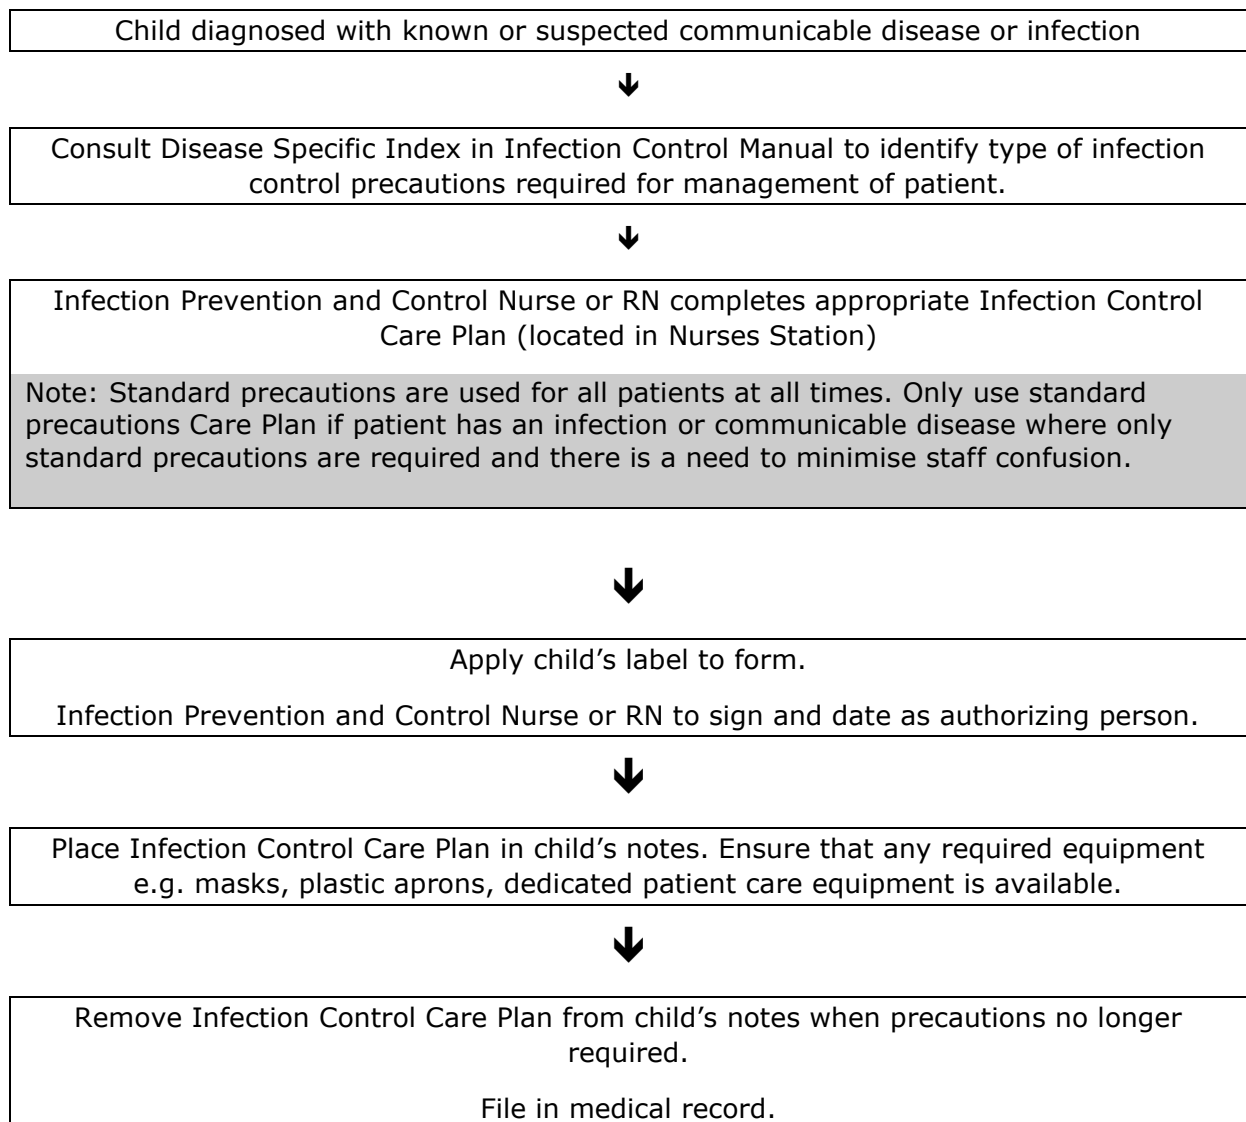 Child diagnosed with known or suspected communicable disease or infection
Consult Disease Specific Index in Infection Control Manual to identify type of infection
control precautions required for management of patient.
Infection Prevention and Control Nurse or RN completes appropriate Infection Control
Care Plan (located in Nurses Station)
Note: Standard precautions are used for all patients at all times. Only use standard
precautions Care Plan if patient has an infection or communicable disease where only
standard precautions are required and there is a need to minimise staff confusion.
Apply child’s label to form.
Infection Prevention and Control Nurse or RN to sign and date as authorizing person.
Place Infection Control Care Plan in child’s notes. Ensure that any required equipment
e.g. masks, plastic aprons, dedicated patient care equipment is available.
Remove Infection Control Care Plan from child’s notes when precautions no longer
required.
File in medical record.